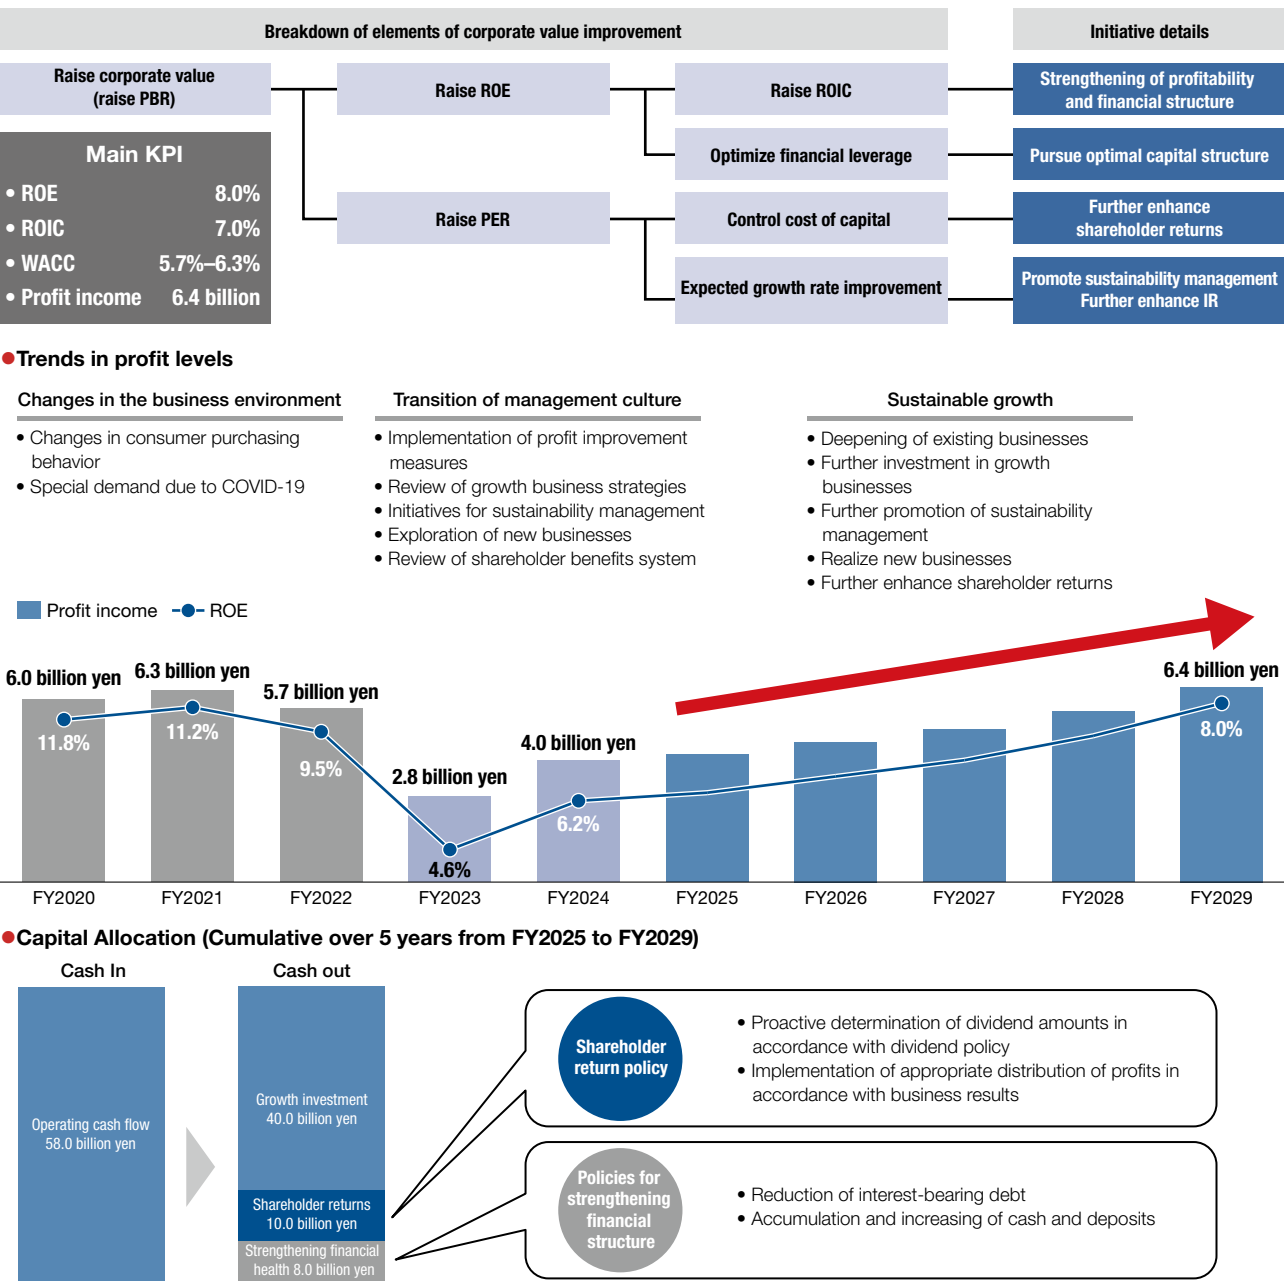 Breakdown of elements of corporate value improvement
Initiative details
Raise corporate value
(raise PBR)
Raise ROE
Raise ROIC
Strengthening of profitability
and financial structure
Optimize financial leverage
Pursue optimal capital structure
Raise PER
Control cost of capital
Further enhance
shareholder returns
Expected growth rate improvement
Promote sustainability management
Further enhance IR
Main KPI
• ROE 8.0%
• ROIC 7.0%
• WACC 5.7%–6.3%
• Profit income 6.4 billion
●Trends in profit levels
Changes in the business environment
• Changes in consumer purchasing
behavior
• Special demand due to COVID-19
Transition of management culture
• Implementation of profit improvement
measures
• Review of growth business strategies
• Initiatives for sustainability management
• Exploration of new businesses
• Review of shareholder benefits system
Sustainable growth
• Deepening of existing businesses
• Further investment in growth
businesses
• Further promotion of sustainability
management
• Realize new businesses
• Further enhance shareholder returns
Profit income ROE
6.0 billion yen
6.3 billion yen
5.7 billion yen
2.8 billion yen
4.0 billion yen
6.4 billion yen
11.8%
11.2%
9.5%
4.6%
6.2%
8.0%
FY2020 FY2021 FY2022 FY2023 FY2024 FY2025 FY2026 FY2027 FY2028 FY2029
●Capital Allocation (Cumulative over 5 years from FY2025 to FY2029)
Cash In
Cash out
Operating cash flow
58.0 billion yen
Growth investment
40.0 billion yen
Shareholder returns
10.0 billion yen
Strengthening financial
health 8.0 billion yen
Shareholder
return policy
• Proactive determination of dividend amounts in
accordance with dividend policy
• Implementation of appropriate distribution of profits in
accordance with business results
Policies for
strengthening
financial
structure
• Reduction of interest-bearing debt
• Accumulation and increasing of cash and deposits